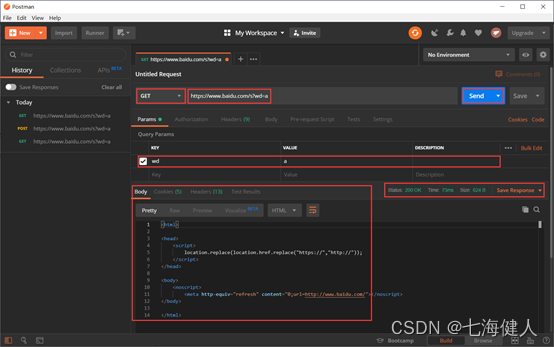 Postman
File Edit View Help
New Import Runner My Workspace Invite Upgrade
Filter
GET https://www.baidu.com/s?wd=a
No Environment
History Collections APIs BETA
Untitled Request
Comments (0)
Save Responses Clear all
GET https://www.baidu.com/s?wd=a Send Save
Today
GET https://www.baidu.com/s?wd=a
POST https://www.baidu.com/s?wd=a
GET https://www.baidu.com/s?wd=a
Params Authorization Headers (9) Body Pre-request Script Tests Settings Cookies Code
Query Params
KEY VALUE DESCRIPTION Bulk Edit
wd a
Key Value Description
Body Cookies (5) Headers (13) Test Results Status: 200 OK Time: 75ms Size: 624 B Save Response
Pretty Raw Preview Visualize BETA HTML
1 <html>
2
3 <head>
4 <script>
5 location.replace(location.href.replace("https://","http://"));
6 </script>
7 </head>
8
9 <body>
10 <noscript>
11 <meta http-equiv="refresh" content="0;url=http://www.baidu.com/"></noscript>
12 </body>
13
14 </html>
Bootcamp Build Browse
CSDN @七海健人